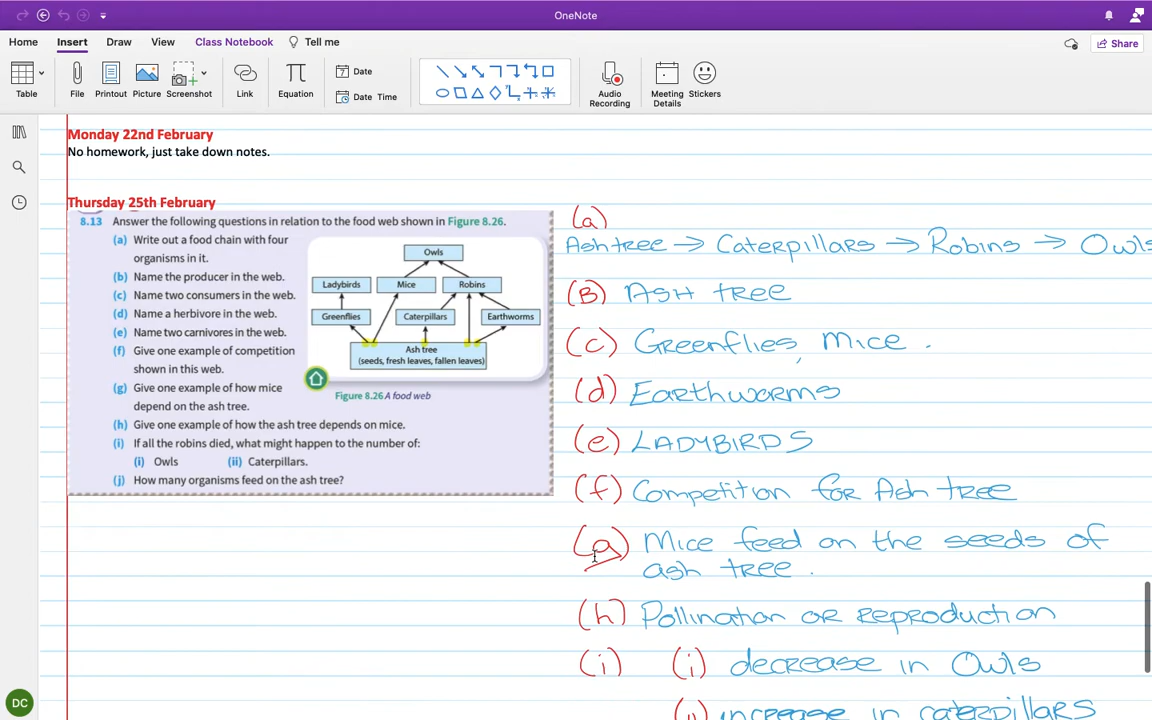 OneNote
Home Insert Draw View Class Notebook Tell me Share
Table File Printout Picture Screenshot Link Equation Date Audio Recording Meeting Details Stickers
Date Time
Monday 22nd February
No homework, just take down notes.
Thursday 25th February
8.13 Answer the following questions in relation to the food web shown in Figure 8.26.
(a) Write out a food chain with four
organisms in it.
(b) Name the producer in the web.
(c) Name two consumers in the web.
(d) Name a herbivore in the web.
(e) Name two carnivores in the web.
(f) Give one example of competition
shown in this web.
(g) Give one example of how mice
depend on the ash tree.
(h) Give one example of how the ash tree depends on mice.
(i) If all the robins died, what might happen to the number of:
(i) Owls (ii) Caterpillars.
(j) How many organisms feed on the ash tree?
Owls
Ladybirds Mice Robins
Greenflies Caterpillars Earthworms
Ash tree
(seeds, fresh leaves, fallen leaves)
Figure 8.26 A food web
(a)
Ash tree → Caterpillars → Robins → Owls
(B) ASH tree
(c) Greenflies, Mice.
(d) Earthworms
(e) LADYBIRDS
(f) Competition for Ash tree
(g) Mice feed on the seeds of
ash tree.
(h) Pollination or reproduction
(i) (i) decrease in Owls
(ii) increase in caterpillars
DC